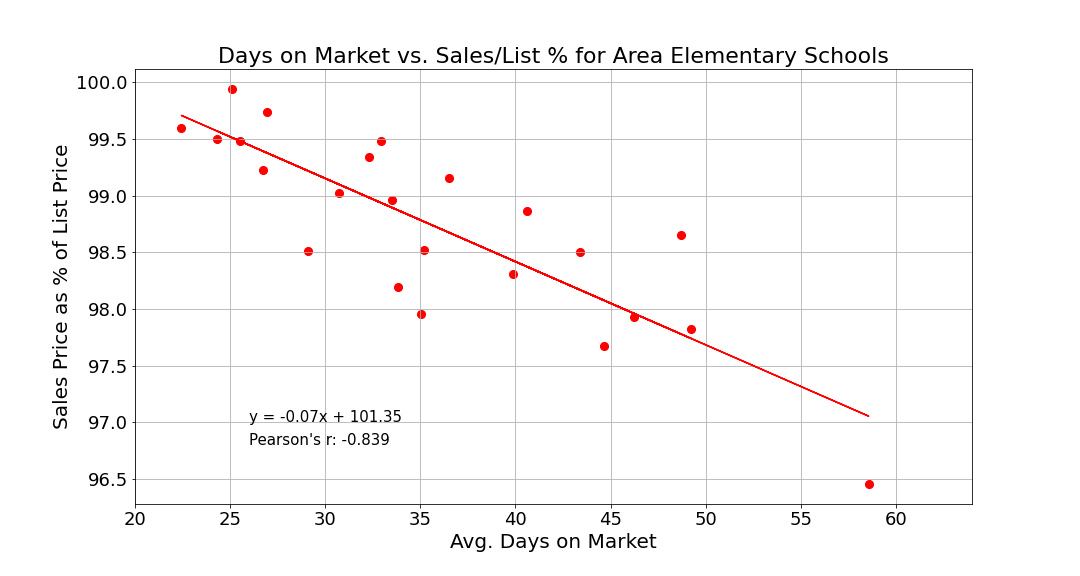 Days on Market vs. Sales/List % for Area Elementary Schools
Sales Price as % of List Price
100.0
99.5
99.0
98.5
98.0
97.5
97.0
96.5
y = -0.07x + 101.35
Pearson's r: -0.839
20 25 30 35 40 45 50 55 60
Avg. Days on Market